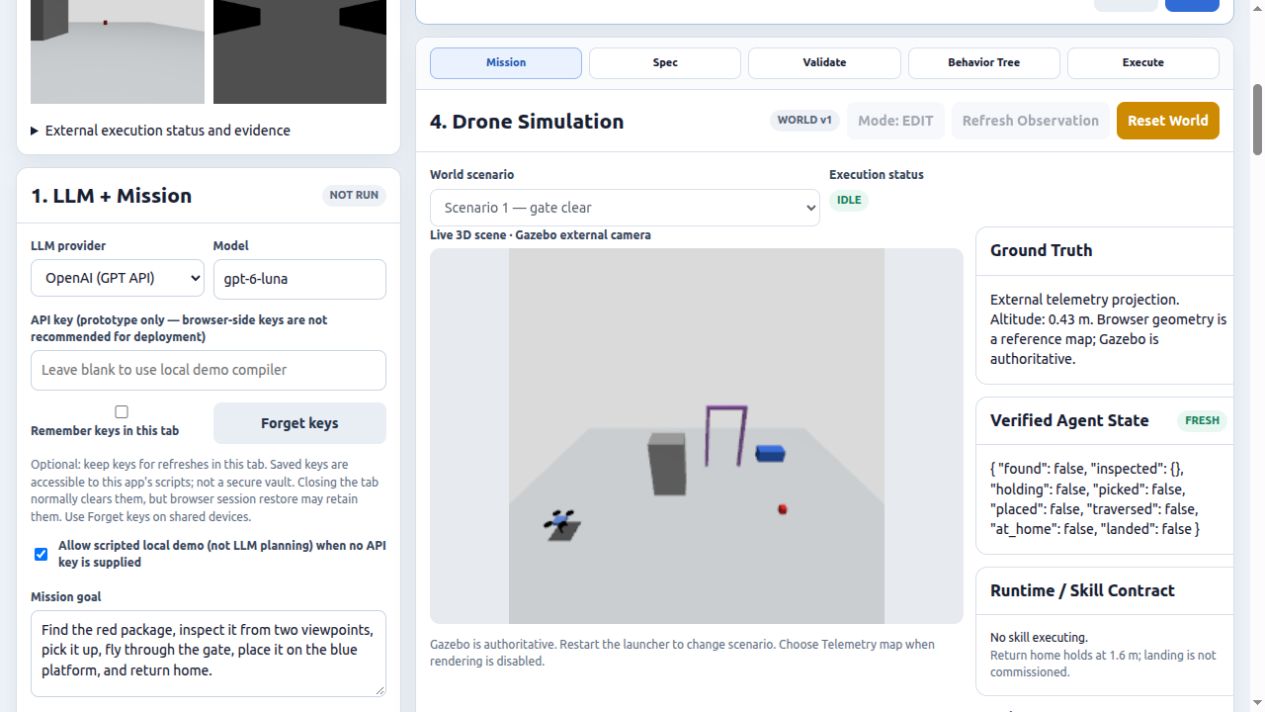 External execution status and evidence
1. LLM + Mission
NOT RUN
LLM provider
Model
OpenAI (GPT API)
gpt-6-luna
API key (prototype only — browser-side keys are not
recommended for deployment)
Leave blank to use local demo compiler
Remember keys in this tab
Forget keys
Optional: keep keys for refreshes in this tab. Saved keys are
accessible to this app's scripts; not a secure vault. Closing the tab
normally clears them, but browser session restore may retain
them. Use Forget keys on shared devices.
Allow scripted local demo (not LLM planning) when no API
key is supplied
Mission goal
Find the red package, inspect it from two viewpoints,
pick it up, fly through the gate, place it on the blue
platform, and return home.
Mission
Spec
Validate
Behavior Tree
Execute
4. Drone Simulation
WORLD v1
Mode: EDIT
Refresh Observation
Reset World
World scenario
Execution status
Scenario 1 — gate clear
IDLE
Live 3D scene · Gazebo external camera
Gazebo is authoritative. Restart the launcher to change scenario. Choose Telemetry map when
rendering is disabled.
Ground Truth
External telemetry projection.
Altitude: 0.43 m. Browser geometry is
a reference map; Gazebo is
authoritative.
Verified Agent State
FRESH
{ "found": false, "inspected": {},
"holding": false, "picked": false,
"placed": false, "traversed": false,
"at_home": false, "landed": false }
Runtime / Skill Contract
No skill executing.
Return home holds at 1.6 m; landing is not
commissioned.